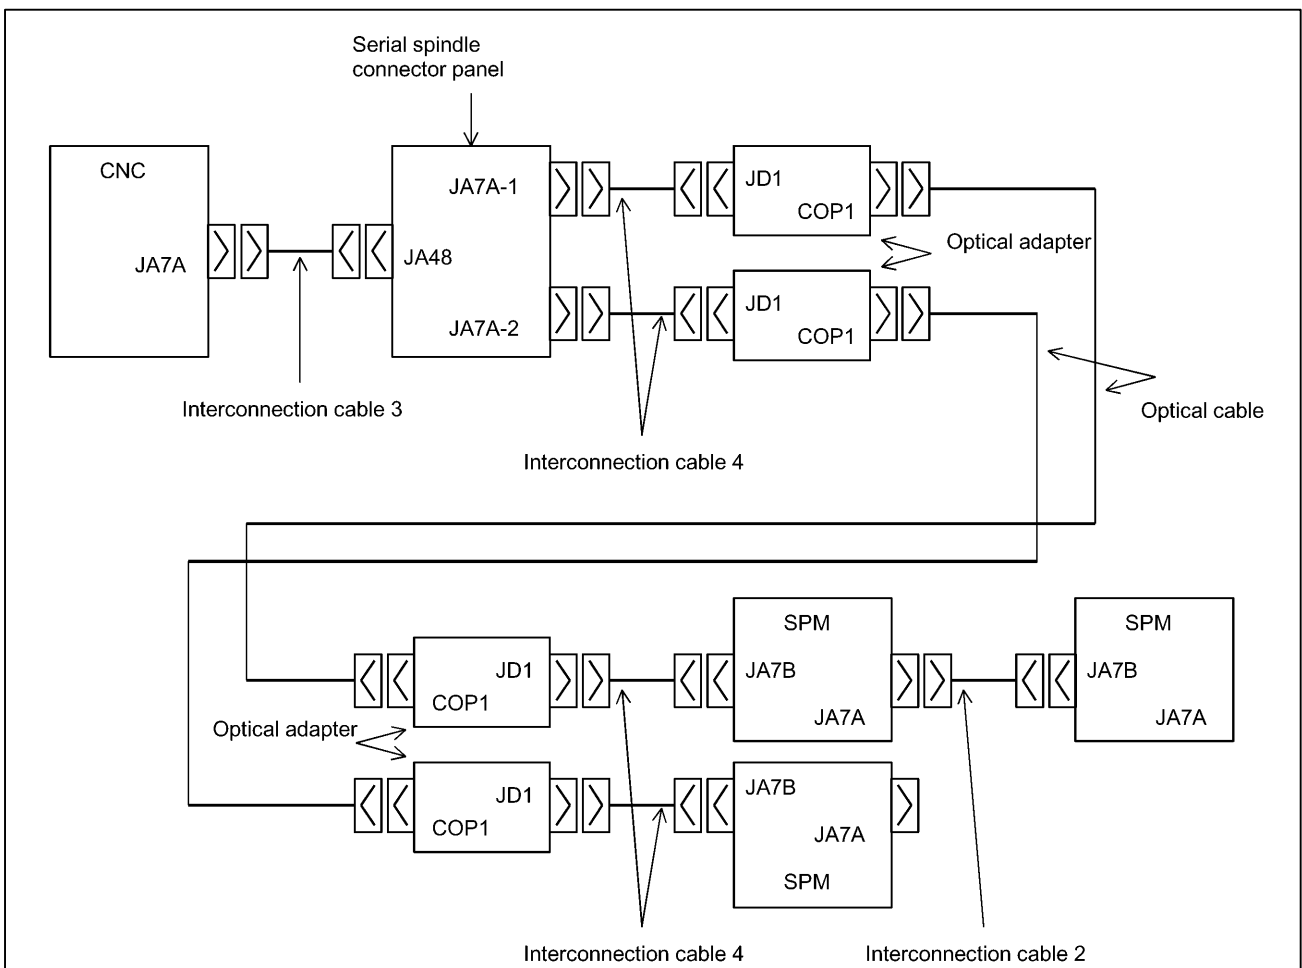 Serial spindle
connector panel
CNC
JA7A
JA48
JA7A-1
JA7A-2
JD1
COP1
JD1
COP1
Optical adapter
Optical cable
Interconnection cable 3
Interconnection cable 4
JD1
COP1
Optical adapter
JD1
COP1
SPM
JA7B
JA7A
SPM
JA7B
JA7A
JA7B
JA7A
SPM
Interconnection cable 4
Interconnection cable 2